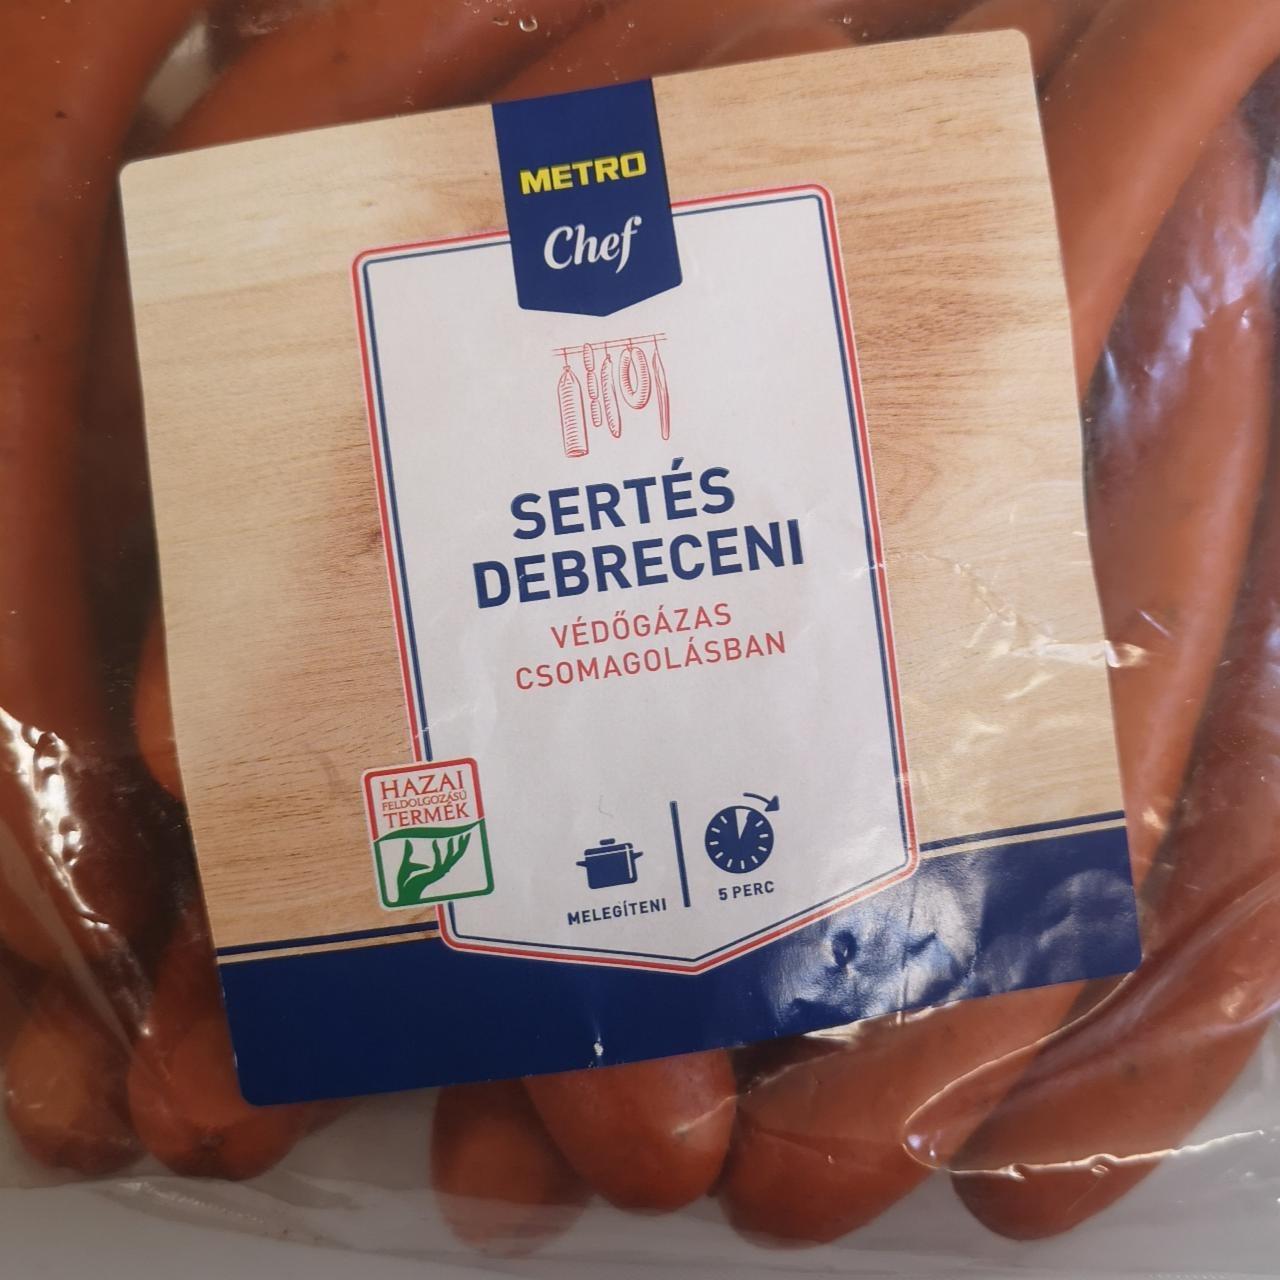 METRO
Chef
SERTÉS
DEBRECENI
VÉDŐGÁZAS
CSOMAGOLÁSBAN
HAZAI
FELDOLGOZÁSÚ
TERMÉK
MELEGÍTENI
5 PERC